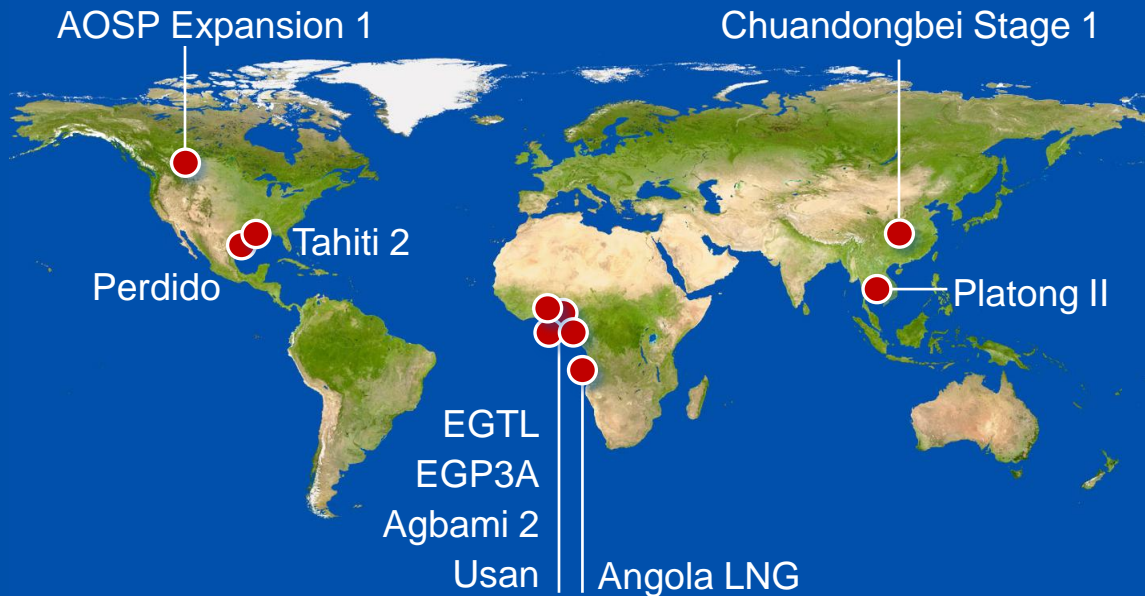 AOSP Expansion 1
Chuandongbei Stage 1
Tahiti 2
Perdido
Platong II
EGTL
EGP3A
Agbami 2
Usan
Angola LNG